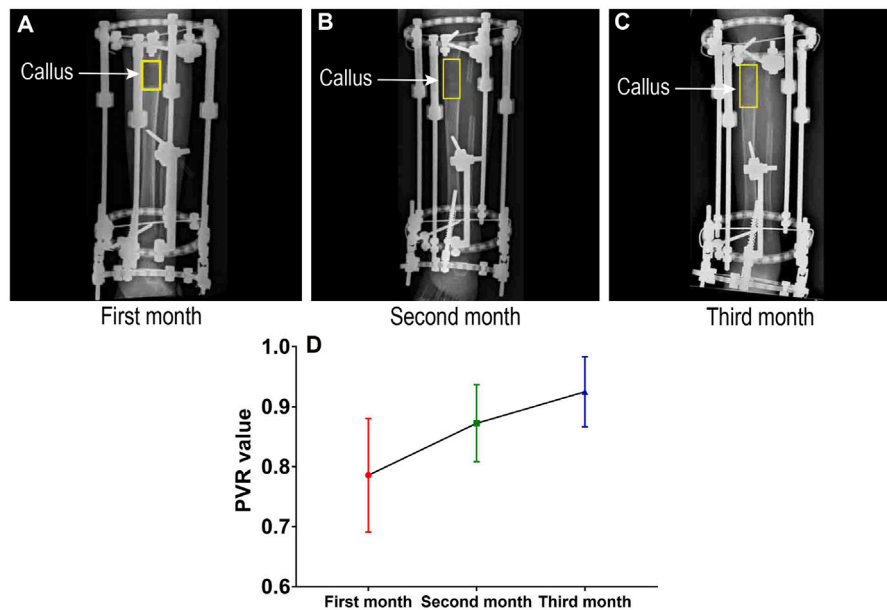 A
Callus
First month
B
Callus
Second month
C
Callus
Third month
D
PVR value
1.0
0.9
0.8
0.7
0.6
First month
Second month
Third month